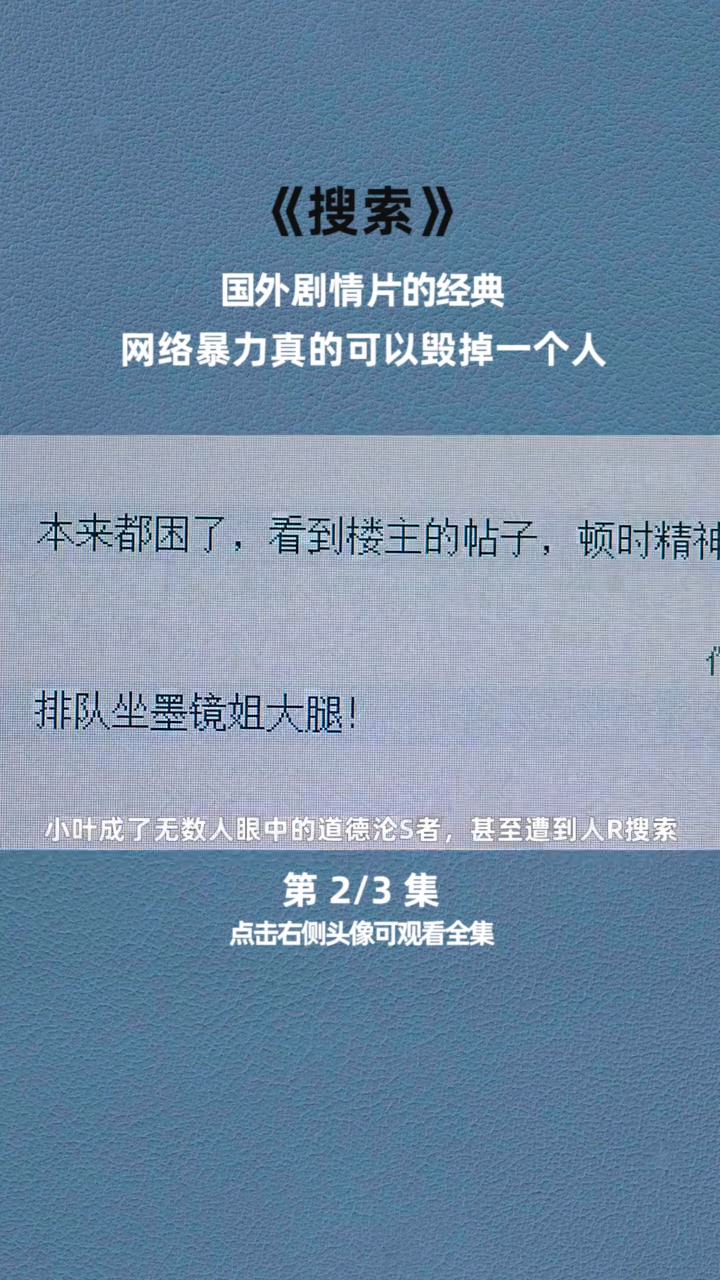 《搜索》
国外剧情片的经典
网络暴力真的可以毁掉一个人
本来都困了，看到楼主的帖子，顿时精神
排队坐墨镜姐大腿！
小叶成了无数人眼中的道德沦S者，甚至遭到人R搜索
第 2/3 集
点击右侧头像可观看全集